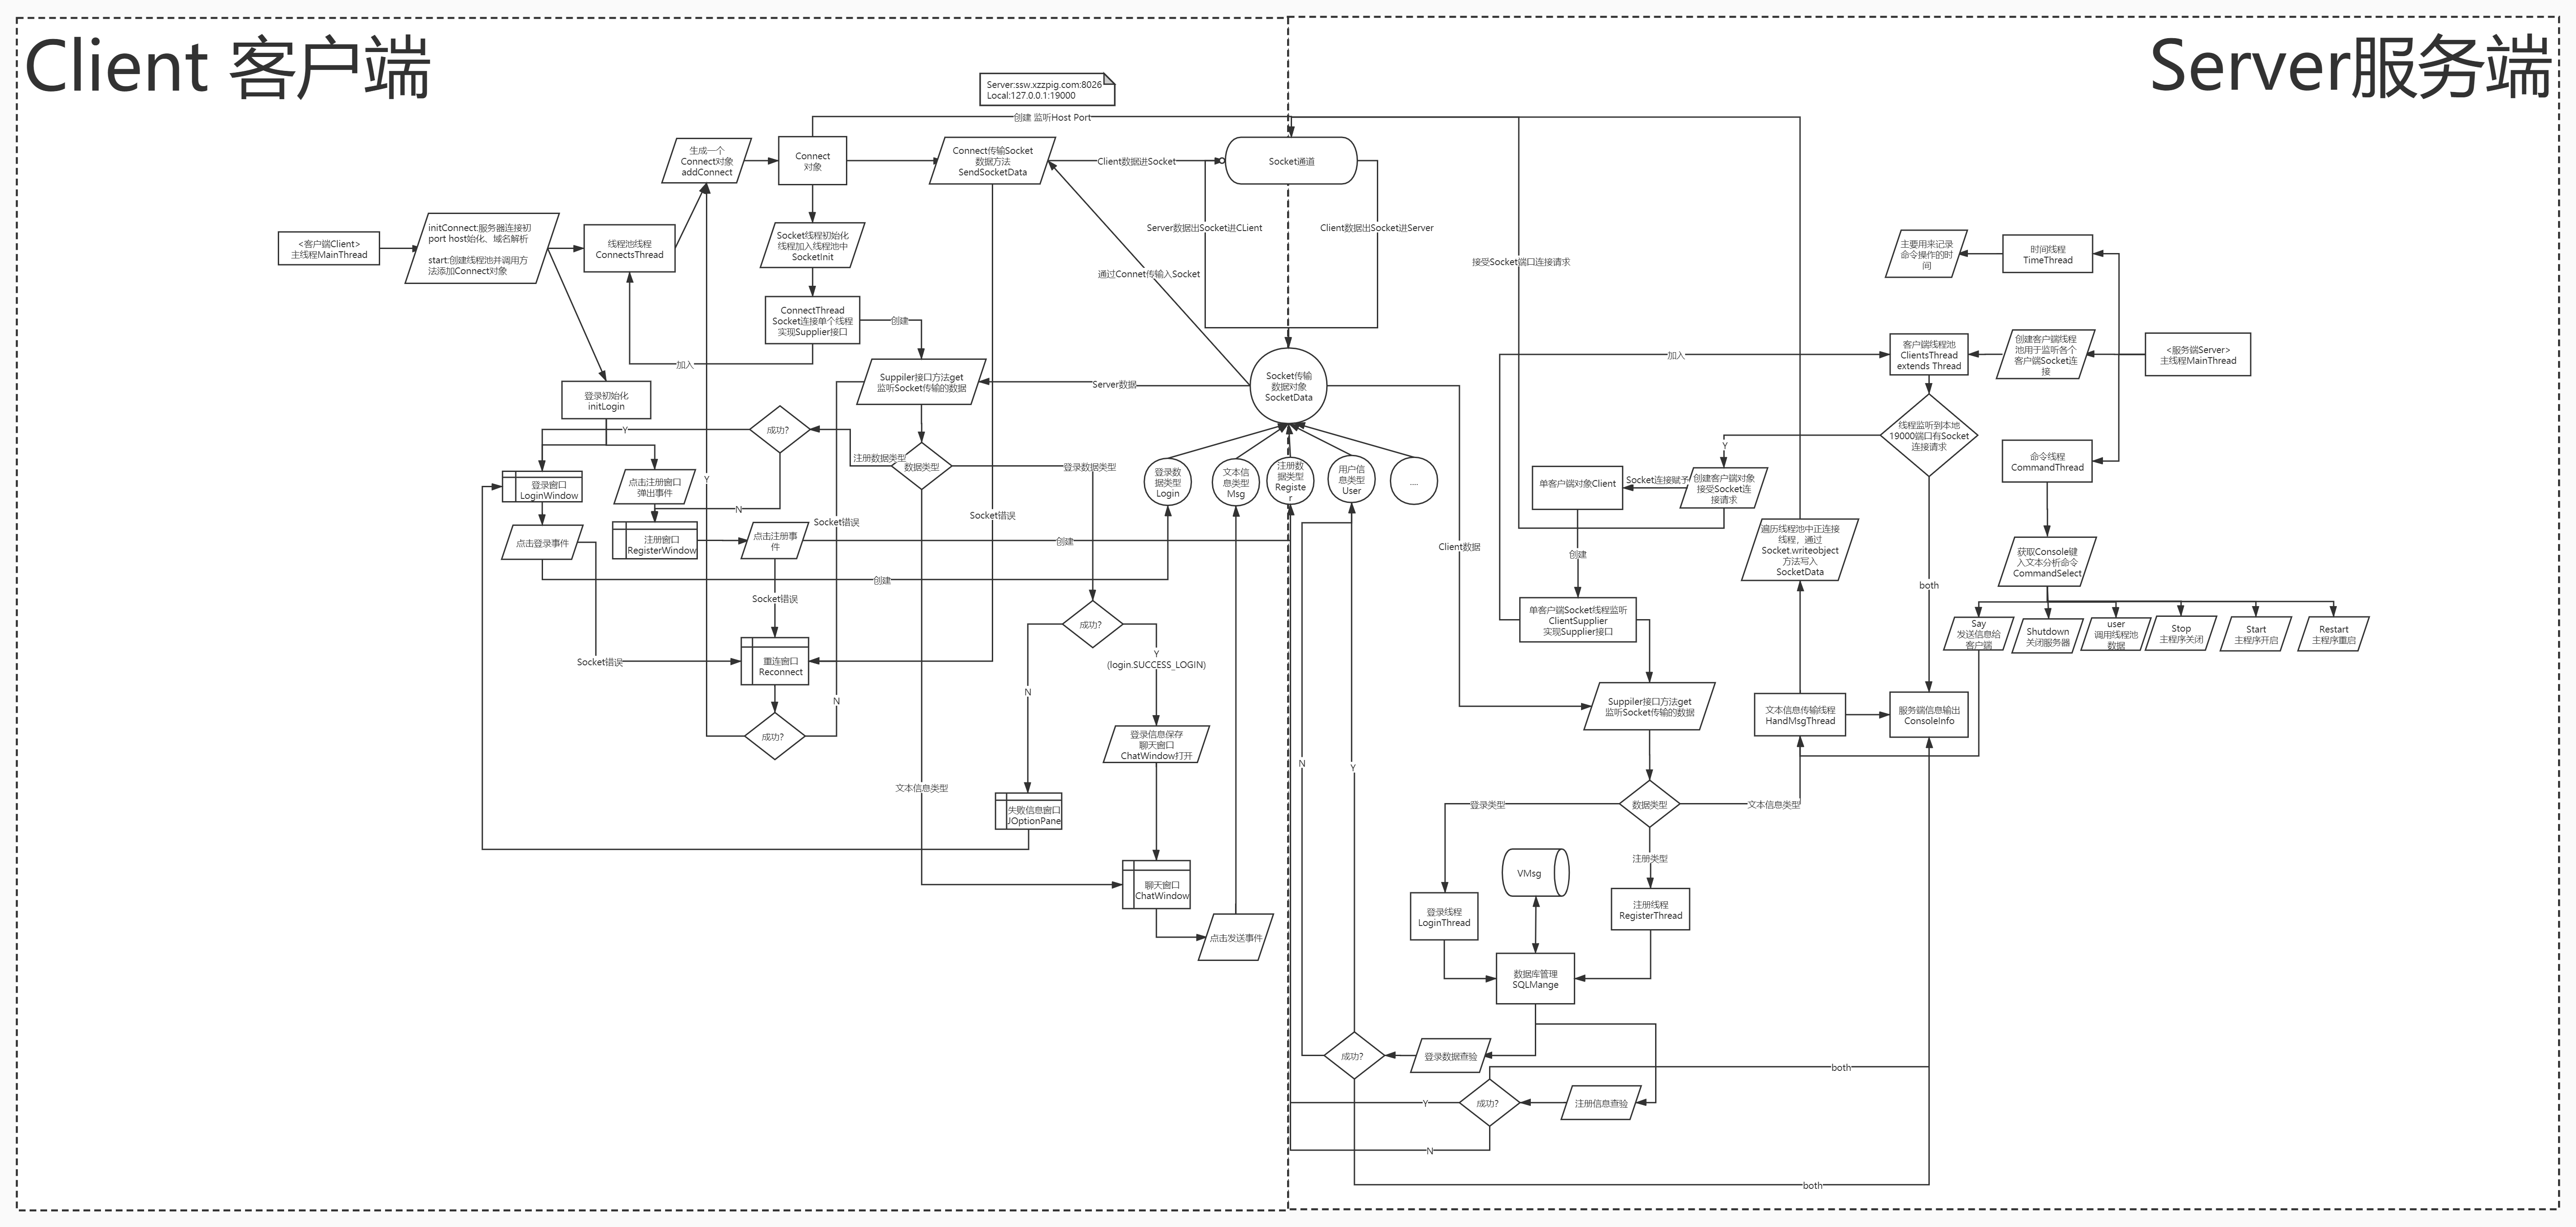 Client 客户端
Server服务端
Server:ssw.xzzpig.com:8026
Local:127.0.0.1:19000
创建 监听Host Port
生成一个
Connect对象
addConnect
Connect
对象
Connect传输Socket
数据方法
SendSocketData
Client数据进Socket
Socket通道
<客户端Client>
主线程MainThread
initConnect:服务器连接初
port host始化、域名解析
start:创建线程池并调用方
法添加Connect对象
线程池线程
ConnectsThread
Socket线程初始化
线程加入线程池中
SocketInit
Server数据出Socket进CLient
Client数据出Socket进Server
通过Connet传输入Socket
接受Socket端口连接请求
ConnectThread
Socket连接单个线程
实现Supplier接口
创建
加入
Suppiler接口方法get
监听Socket传输的数据
Server数据
Socket传输
数据对象
SocketData
登录初始化
initLogin
Y
成功?
注册数据类型
数据类型
登录数据类型
登录窗口
LoginWindow
点击注册窗口
弹出事件
N
Y
Socket错误
Socket错误
点击登录事件
注册窗口
RegisterWindow
点击注册事
件
创建
创建
登录数
据类型
Login
文本信
息类型
Msg
注册数
据类型
Registe
r
用户信
息类型
User
....
Socket错误
Socket错误
重连窗口
Reconnect
N
成功?
成功?
Y
(login.SUCCESS_LOGIN)
N
登录信息保存
聊天窗口
ChatWindow打开
文本信息类型
失败信息窗口
JOptionPane
聊天窗口
ChatWindow
点击发送事件
主要用来记录
命令操作的时
间
时间线程
TimeThread
加入
客户端线程池
ClientsThread
extends Thread
创建客户端线程
池用于监听各个
客户端Socket连
接
<服务端Server>
主线程MainThread
线程监听到本地
19000端口有Socket
连接请求
Y
命令线程
CommandThread
单客户端对象Client
Socket连接赋予
创建客户端对象
接受Socket连
接请求
Client数据
创建
遍历线程池中正连接
线程，通过
Socket.writeobject
方法写入
SocketData
获取Console键
入文本分析命令
CommandSelect
both
单客户端Socket线程监听
ClientSupplier
实现Supplier接口
Say
发送信息给
客户端
Shutdown
关闭服务器
user
调用线程池
数据
Stop
主程序关闭
Start
主程序开启
Restart
主程序重启
Suppiler接口方法get
监听Socket传输的数据
文本信息传输线程
HandMsgThread
服务端信息输出
ConsoleInfo
N
Y
登录类型
数据类型
文本信息类型
注册类型
VMsg
登录线程
LoginThread
注册线程
RegisterThread
数据库管理
SQLMange
成功?
登录数据查验
both
Y
成功?
注册信息查验
N
both